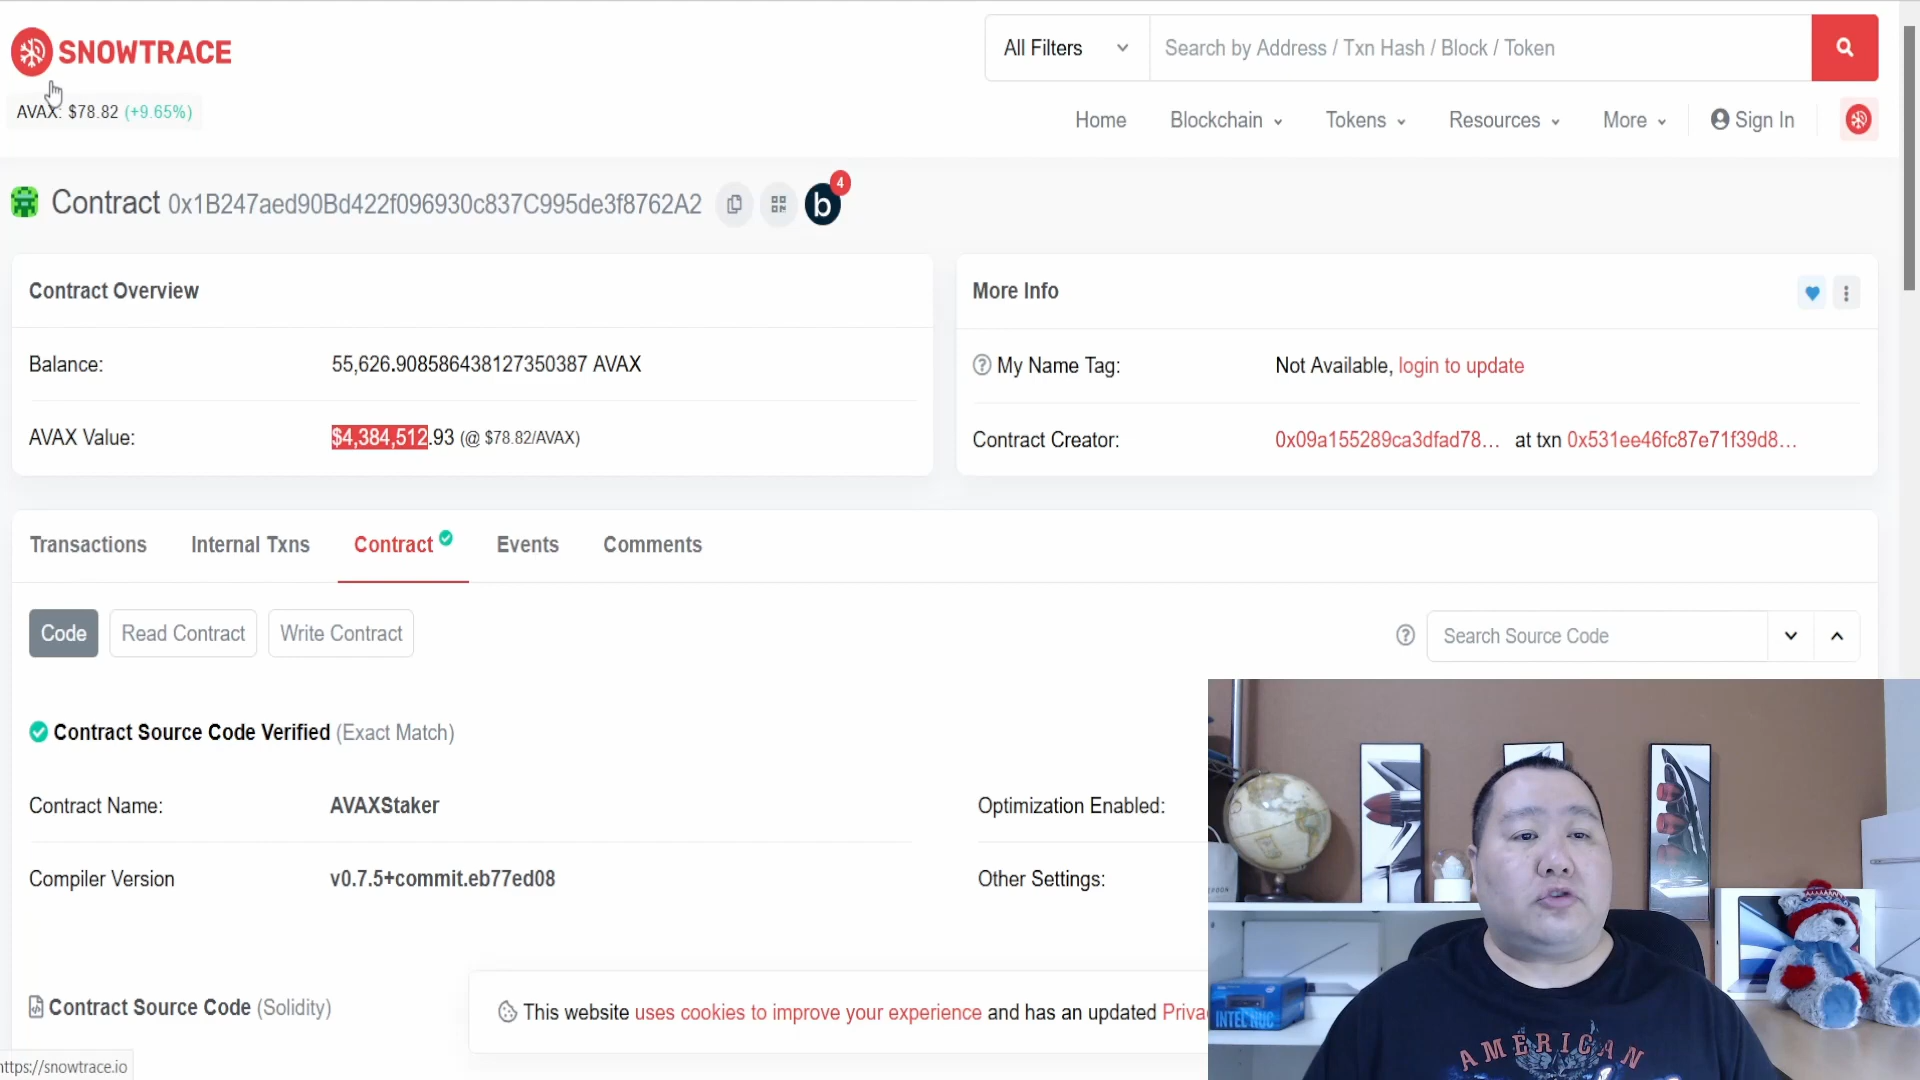 SNOWTRACE
All Filters
Search by Address / Txn Hash / Block / Token
AVAX: $78.82 (+9.65%)
Home Blockchain Tokens Resources More Sign In
Contract 0x1B247aed90Bd422f096930c837C995de3f8762A2
b 4
Contract Overview
Balance: 55,626.908586438127350387 AVAX
AVAX Value: $4,384,512.93 (@ $78.82/AVAX)
More Info
My Name Tag: Not Available, login to update
Contract Creator: 0x09a155289ca3dfad78... at txn 0x531ee46fc87e71f39d8...
Transactions Internal Txns Contract Events Comments
Code Read Contract Write Contract
Search Source Code
Contract Source Code Verified (Exact Match)
Contract Name: AVAXStaker
Optimization Enabled:
Compiler Version v0.7.5+commit.eb77ed08
Other Settings:
Contract Source Code (Solidity)
This website uses cookies to improve your experience and has an updated Priva
https://snowtrace.io
INTEL NUC
AMERICAN